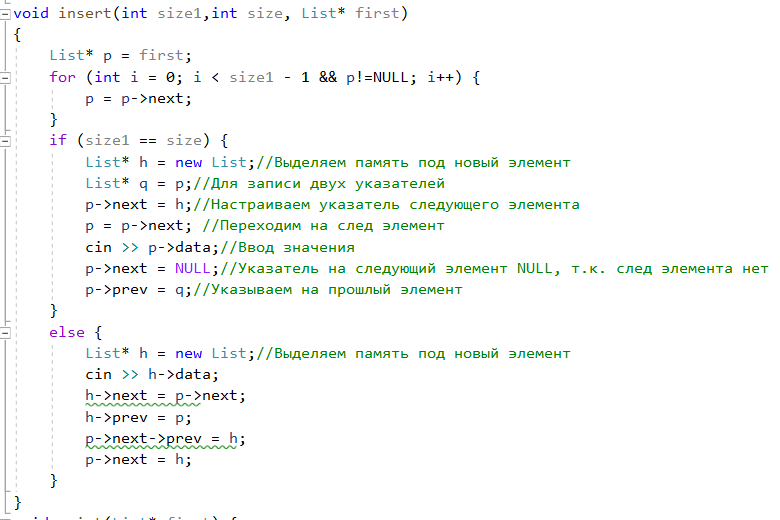 void insert(int size1,int size, List* first)
{
    List* p = first;
    for (int i = 0; i < size1 - 1 && p!=NULL; i++) {
        p = p->next;
    }
    if (size1 == size) {
        List* h = new List;//Выделяем память под новый элемент
        List* q = p;//Для записи двух указателей
        p->next = h;//Настраиваем указатель следующего элемента
        p = p->next; //Переходим на след элемент
        cin >> p->data;//Ввод значения
        p->next = NULL;//Указатель на следующий элемент NULL, т.к. след элемента нет
        p->prev = q;//Указываем на прошлый элемент
    }
    else {
        List* h = new List;//Выделяем память под новый элемент
        cin >> h->data;
        h->next = p->next;
        h->prev = p;
        p->next->prev = h;
        p->next = h;
    }
}